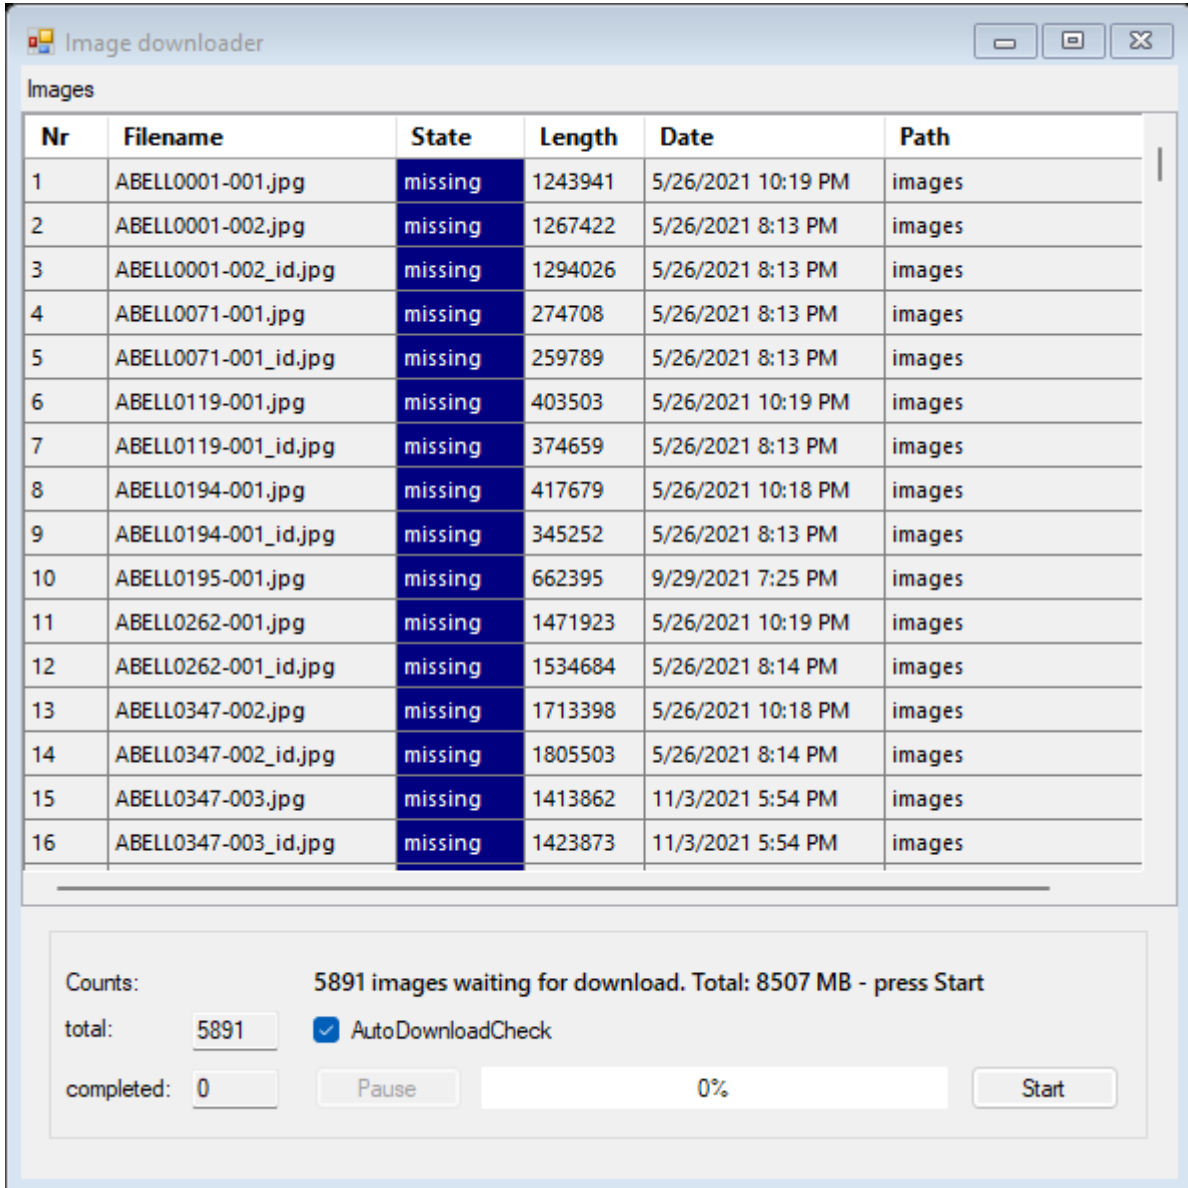 Image downloader
Images
Nr Filename State Length Date Path
1 ABELL0001-001.jpg missing 1243941 5/26/2021 10:19 PM images
2 ABELL0001-002.jpg missing 1267422 5/26/2021 8:13 PM images
3 ABELL0001-002_id.jpg missing 1294026 5/26/2021 8:13 PM images
4 ABELL0071-001.jpg missing 274708 5/26/2021 8:13 PM images
5 ABELL0071-001_id.jpg missing 259789 5/26/2021 8:13 PM images
6 ABELL0119-001.jpg missing 403503 5/26/2021 10:19 PM images
7 ABELL0119-001_id.jpg missing 374659 5/26/2021 8:13 PM images
8 ABELL0194-001.jpg missing 417679 5/26/2021 10:18 PM images
9 ABELL0194-001_id.jpg missing 345252 5/26/2021 8:13 PM images
10 ABELL0195-001.jpg missing 662395 9/29/2021 7:25 PM images
11 ABELL0262-001.jpg missing 1471923 5/26/2021 10:19 PM images
12 ABELL0262-001_id.jpg missing 1534684 5/26/2021 8:14 PM images
13 ABELL0347-002.jpg missing 1713398 5/26/2021 10:18 PM images
14 ABELL0347-002_id.jpg missing 1805503 5/26/2021 8:14 PM images
15 ABELL0347-003.jpg missing 1413862 11/3/2021 5:54 PM images
16 ABELL0347-003_id.jpg missing 1423873 11/3/2021 5:54 PM images
Counts: 5891 images waiting for download. Total: 8507 MB - press Start
total: 5891 AutoDownloadCheck
completed: 0 Pause 0% Start